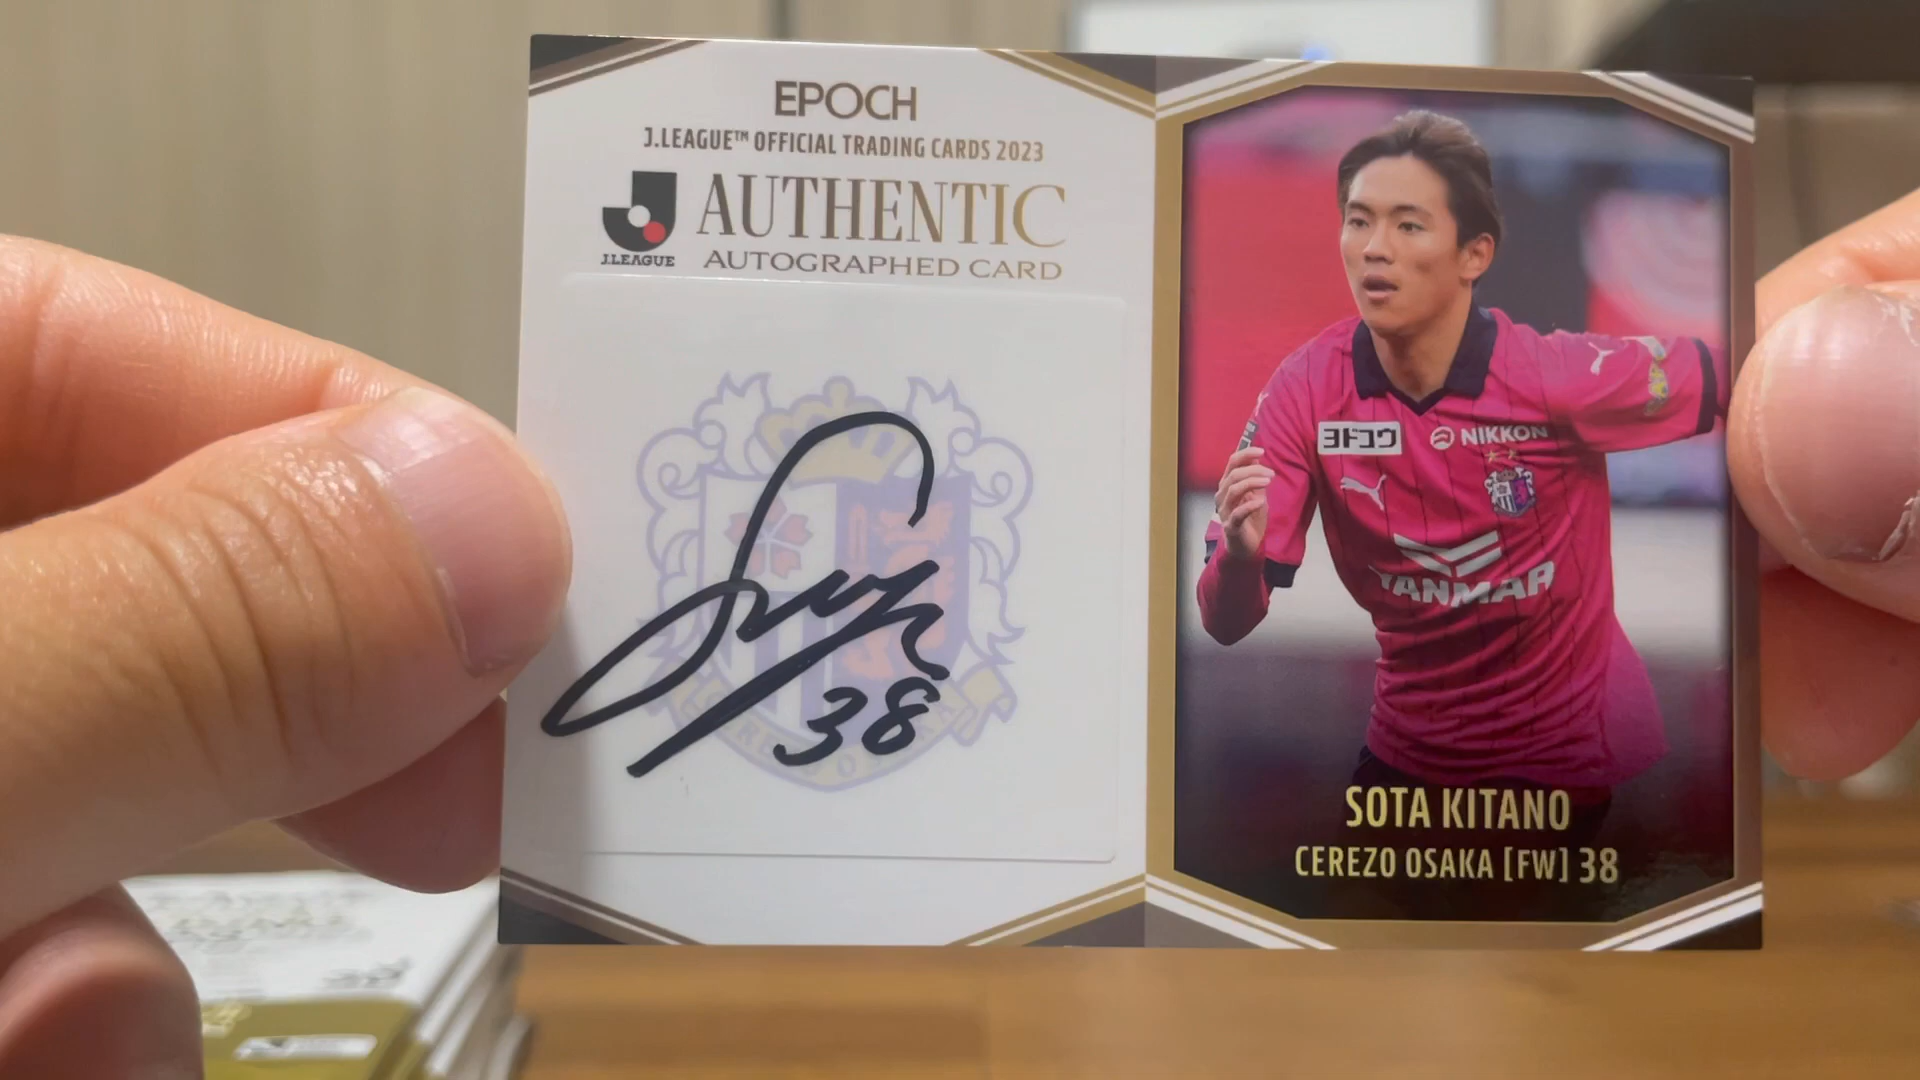 EPOCH
J.LEAGUE™ OFFICIAL TRADING CARDS 2023
J.LEAGUE
AUTHENTIC
AUTOGRAPHED CARD
38
ヨドコウ
NIKKON
YANMAR
SOTA KITANO
CEREZO OSAKA [FW] 38